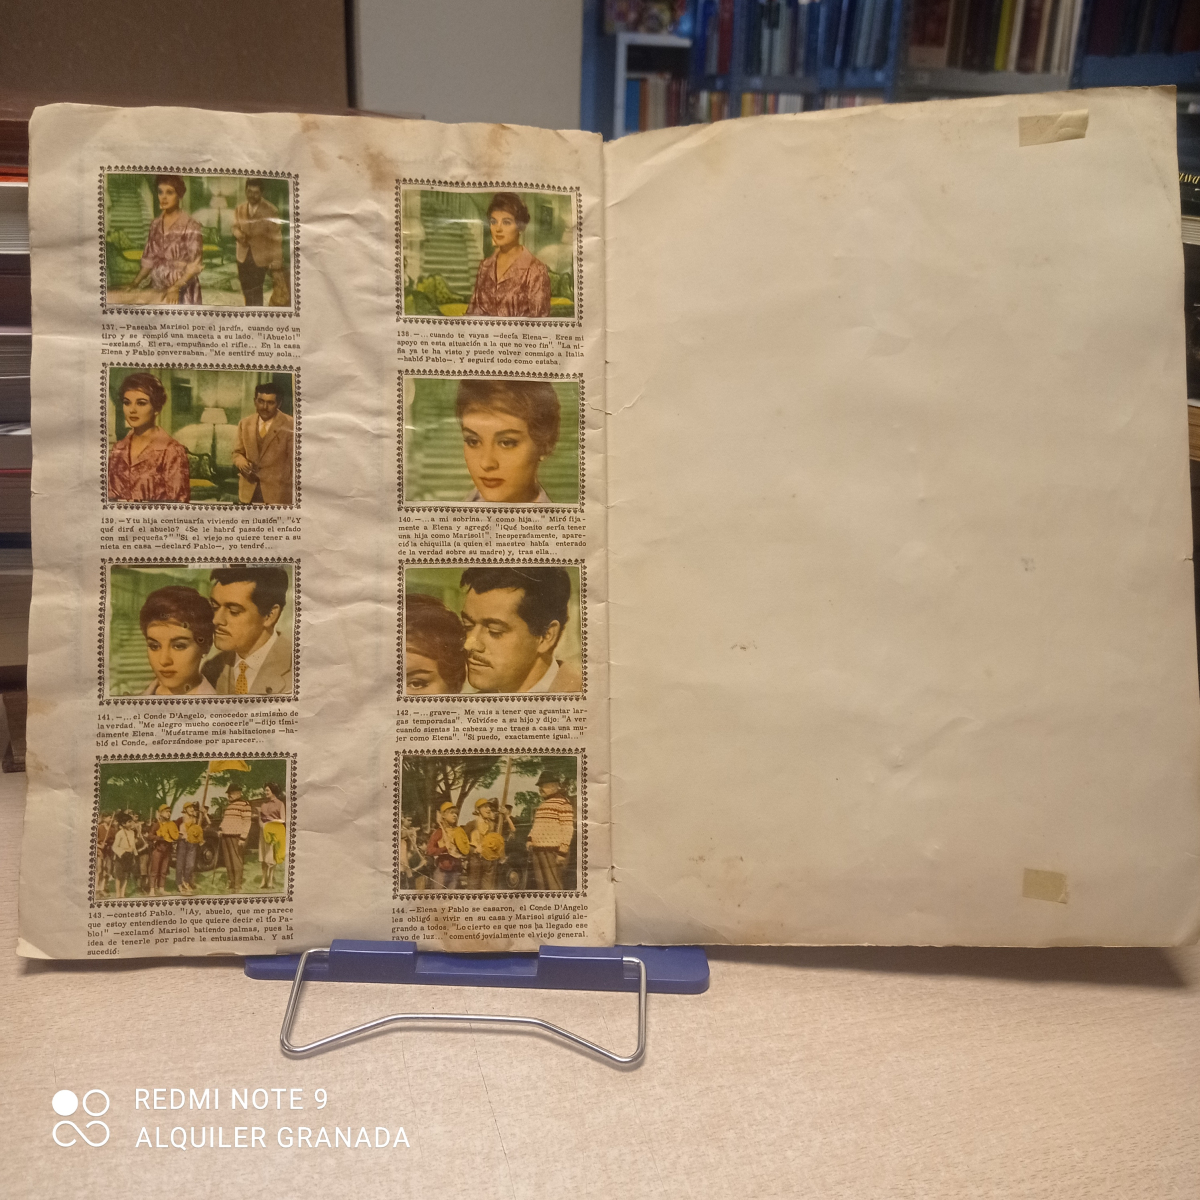 137.—Paseaba Marisol por el jardín, cuando oyó un
tiro y se rompió una maceta a su lado. "¡Abuelo!"
—exclamó. El era, empuñando el rifle... En la casa
Elena y Pablo conversaban. "Me sentiré muy sola...
138.—...cuando te vayas —decía Elena—. Eres mi
apoyo en esta situación a la que no veo fin". "La ni-
ña ya te ha visto y puede volver conmigo a Italia
—habló Pablo—. Y seguirá todo como estaba.
139.—Y tu hija continuaría viviendo en ilusión". "¿Y
qué dirá el abuelo? ¿Se le habrá pasado el enfado
con mi pequeña?" "Si el viejo no quiere tener a su
nieta en casa —declaró Pablo—, yo tendré...
140.—...a mi sobrina. Y como hija..." Miró fija-
mente a Elena y agregó: "¡Qué bonito sería tener
una hija como Marisol!". Inesperadamente, apare-
ció la chiquilla (a quien el maestro había enterado
de la verdad sobre su madre) y, tras ella...
141.—...el Conde D'Angelo, conocedor asimismo de
la verdad. "Me alegro mucho conocerle" —dijo tími-
damente Elena. "Muéstrame mis habitaciones —ha-
bló el Conde, esforzándose por aparecer...
142.—...grave—. Me vais a tener que aguantar lar-
gas temporadas". Volvióse a su hijo y dijo: "A ver
cuando sientas la cabeza y me traes a casa una mu-
jer como Elena". "Si puedo, exactamente igual..."
143.—contestó Pablo. "¡Ay, abuelo, que me parece
que estoy entendiendo lo que quiere decir el tío Pa-
blo!" —exclamó Marisol batiendo palmas, pues la
idea de tenerle por padre le entusiasmaba. Y así
sucedió:
144.—Elena y Pablo se casaron, el Conde D'Angelo
les obligó a vivir en su casa y Marisol siguió ale-
grando a todos. "Lo cierto es que nos ha llegado ese
rayo de luz..." comentó jovialmente el viejo general.
REDMI NOTE 9
ALQUILER GRANADA